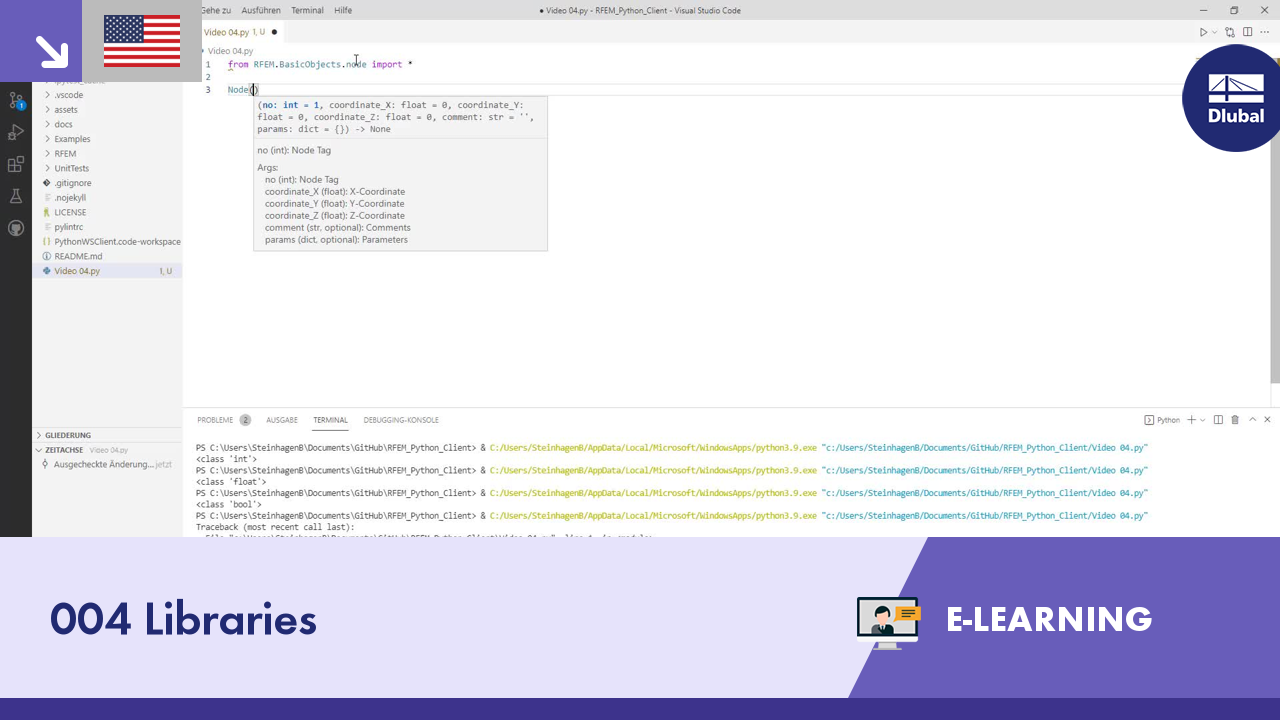 Gehe zu Ausführen Terminal Hilfe
● Video 04.py - RFEM_Python_Client - Visual Studio Code
Video 04.py 1, U ●
Video 04.py
1 from RFEM.BasicObjects.node import *
2
3 Node()
(no: int = 1, coordinate_X: float = 0, coordinate_Y:
float = 0, coordinate_Z: float = 0, comment: str = '',
params: dict = {}) -> None
no (int): Node Tag
Args:
no (int): Node Tag
coordinate_X (float): X-Coordinate
coordinate_Y (float): Y-Coordinate
coordinate_Z (float): Z-Coordinate
comment (str, optional): Comments
params (dict, optional): Parameters
Dlubal
1
.vscode
assets
docs
Examples
RFEM
UnitTests
.gitignore
.nojekyll
LICENSE
pylintrc
PythonWSClient.code-workspace
README.md
Video 04.py 1, U
GLIEDERUNG
ZEITACHSE Video 04.py
Ausgecheckte Änderung... jetzt
PROBLEME 2 AUSGABE TERMINAL DEBUGGING-KONSOLE
Python
PS C:\Users\SteinhagenB\Documents\GitHub\RFEM_Python_Client> & C:/Users/SteinhagenB/AppData/Local/Microsoft/WindowsApps/python3.9.exe "c:/Users/SteinhagenB/Documents/GitHub/RFEM_Python_Client/Video 04.py"
<class 'int'>
PS C:\Users\SteinhagenB\Documents\GitHub\RFEM_Python_Client> & C:/Users/SteinhagenB/AppData/Local/Microsoft/WindowsApps/python3.9.exe "c:/Users/SteinhagenB/Documents/GitHub/RFEM_Python_Client/Video 04.py"
<class 'float'>
PS C:\Users\SteinhagenB\Documents\GitHub\RFEM_Python_Client> & C:/Users/SteinhagenB/AppData/Local/Microsoft/WindowsApps/python3.9.exe "c:/Users/SteinhagenB/Documents/GitHub/RFEM_Python_Client/Video 04.py"
<class 'bool'>
PS C:\Users\SteinhagenB\Documents\GitHub\RFEM_Python_Client> & C:/Users/SteinhagenB/AppData/Local/Microsoft/WindowsApps/python3.9.exe "c:/Users/SteinhagenB/Documents/GitHub/RFEM_Python_Client/Video 04.py"
Traceback (most recent call last):
004 Libraries
E-LEARNING